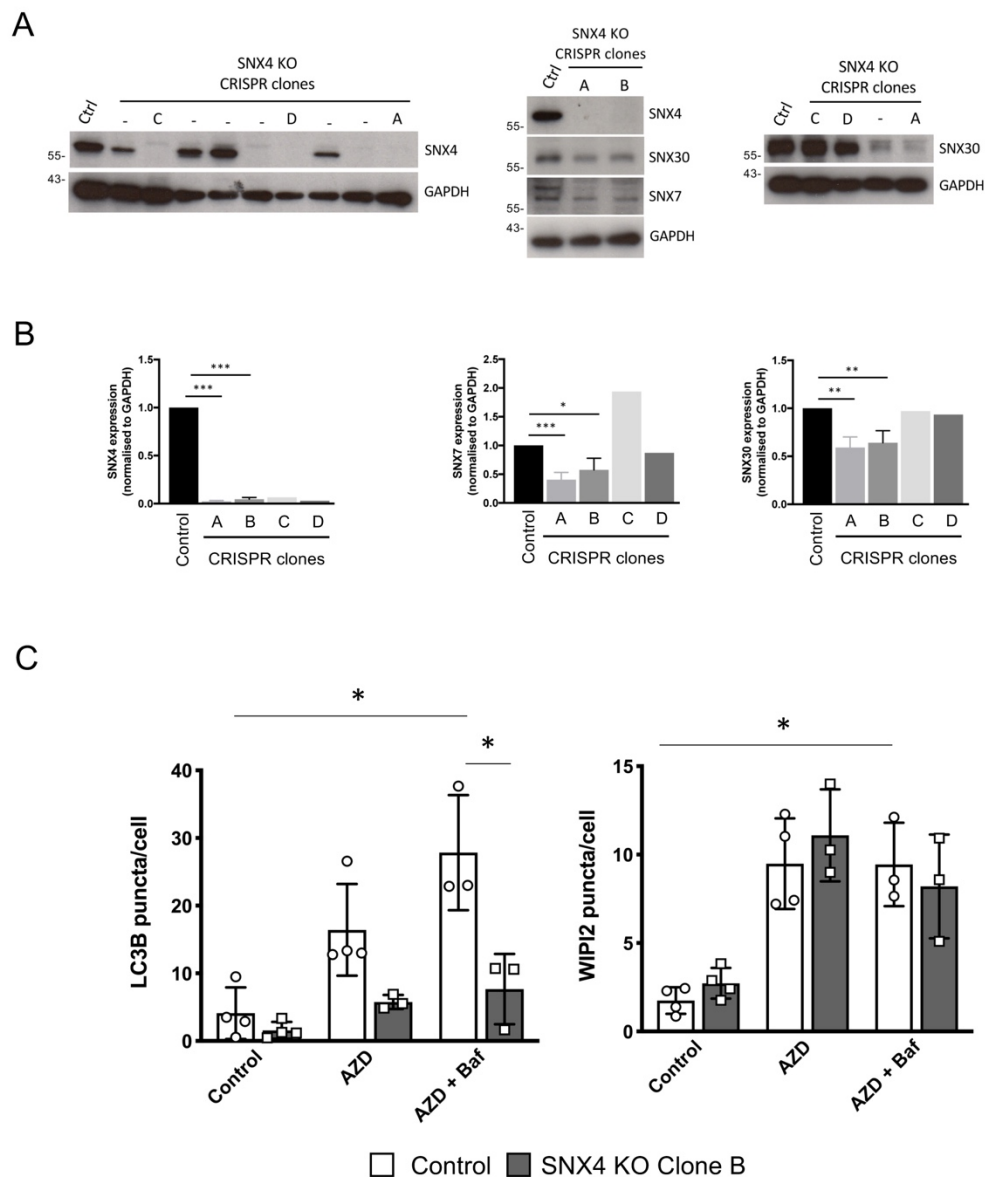 A
SNX4 KO
CRISPR clones
Ctrl - C - - - D - - A
55-
SNX4
43-
GAPDH
SNX4 KO
CRISPR clones
Ctrl A B
SNX4
55-
SNX30
55-
SNX7
55-
43-
GAPDH
SNX4 KO
CRISPR clones
Ctrl C D - A
SNX30
55-
43-
GAPDH
B
SNX4 expression
(normalised to GAPDH)
1.5
1.0
0.5
0.0
***
***
Control A B C D
CRISPR clones
SNX7 expression
(normalised to GAPDH)
2.5
2.0
1.5
1.0
0.5
0.0
*
***
Control A B C D
CRISPR clones
SNX30 expression
(normalised to GAPDH)
1.5
1.0
0.5
0.0
**
**
Control A B C D
CRISPR clones
C
LC3B puncta/cell
40
30
20
10
0
*
*
Control AZD AZD + Baf
WIPI2 puncta/cell
15
10
5
0
*
Control AZD AZD + Baf
Control SNX4 KO Clone B